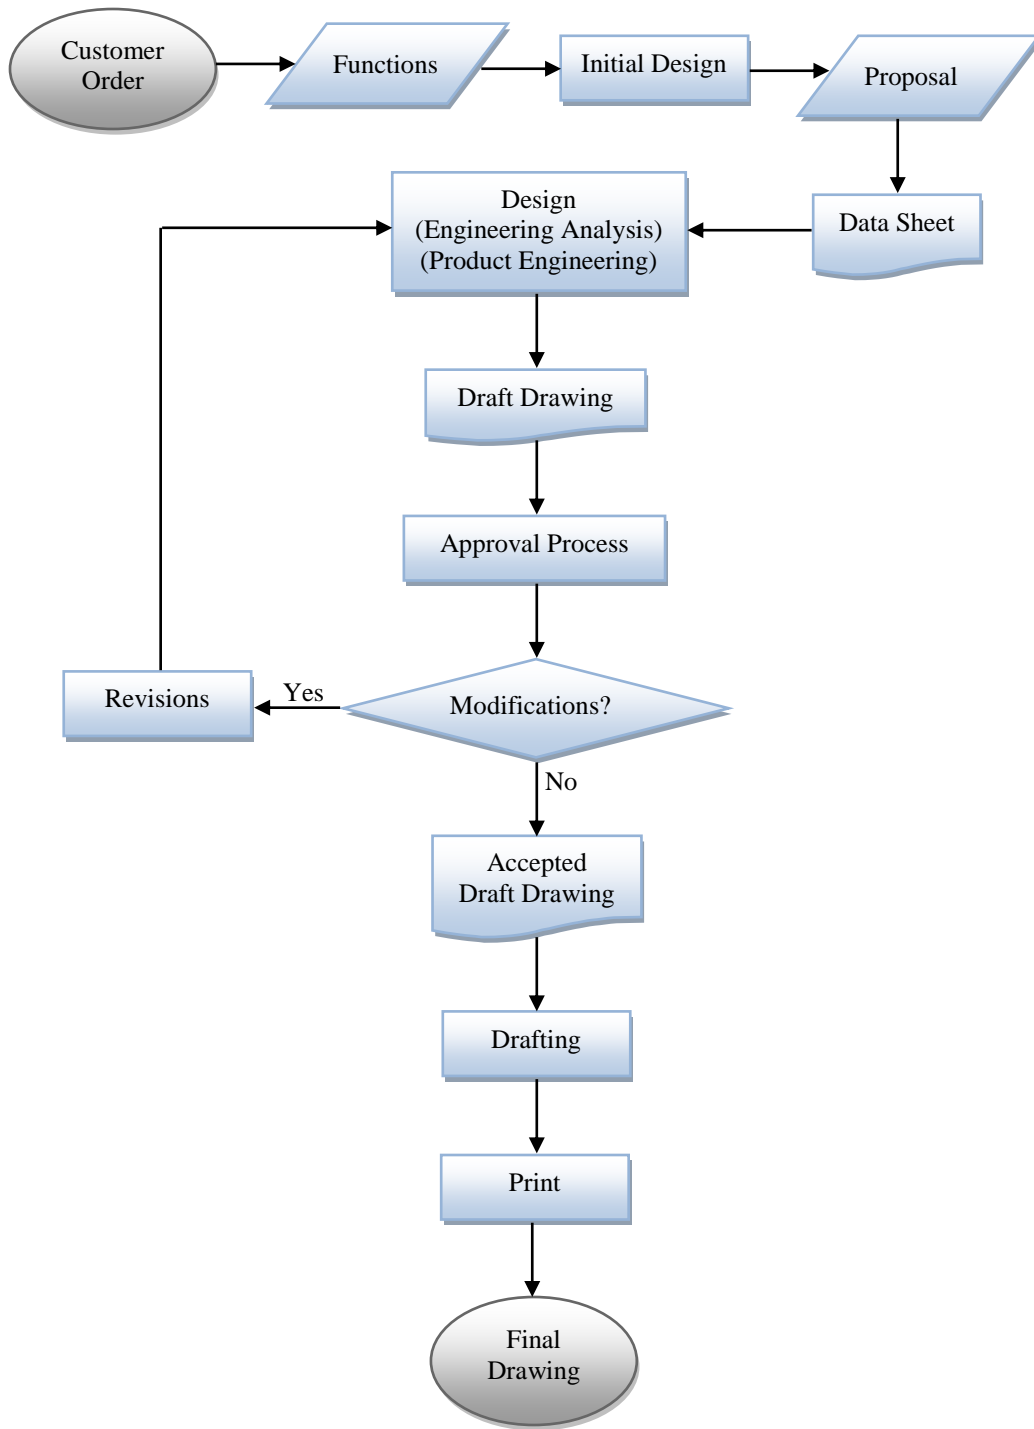 Customer
Order
Functions
Initial Design
Proposal
Design
(Engineering Analysis)
(Product Engineering)
Data Sheet
Draft Drawing
Approval Process
Revisions
Yes
Modifications?
No
Accepted
Draft Drawing
Drafting
Print
Final
Drawing